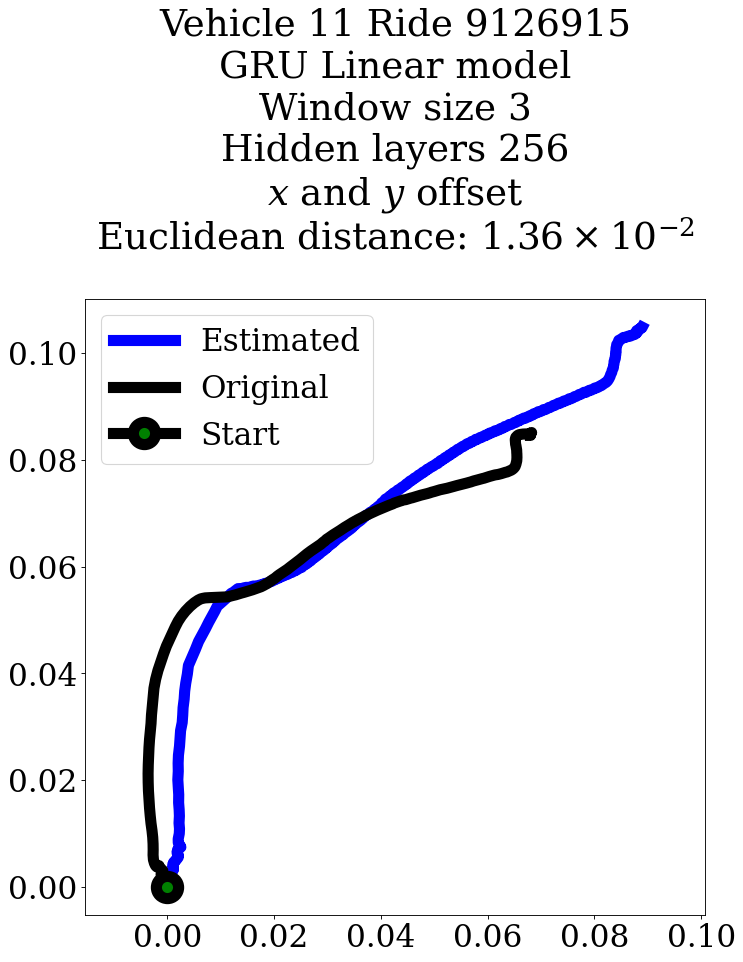 Vehicle 11 Ride 9126915
GRU Linear model
Window size 3
Hidden layers 256
x and y offset
Euclidean distance: 1.36 × 10⁻²
Estimated
Original
Start
0.10
0.08
0.06
0.04
0.02
0.00
0.00 0.02 0.04 0.06 0.08 0.10